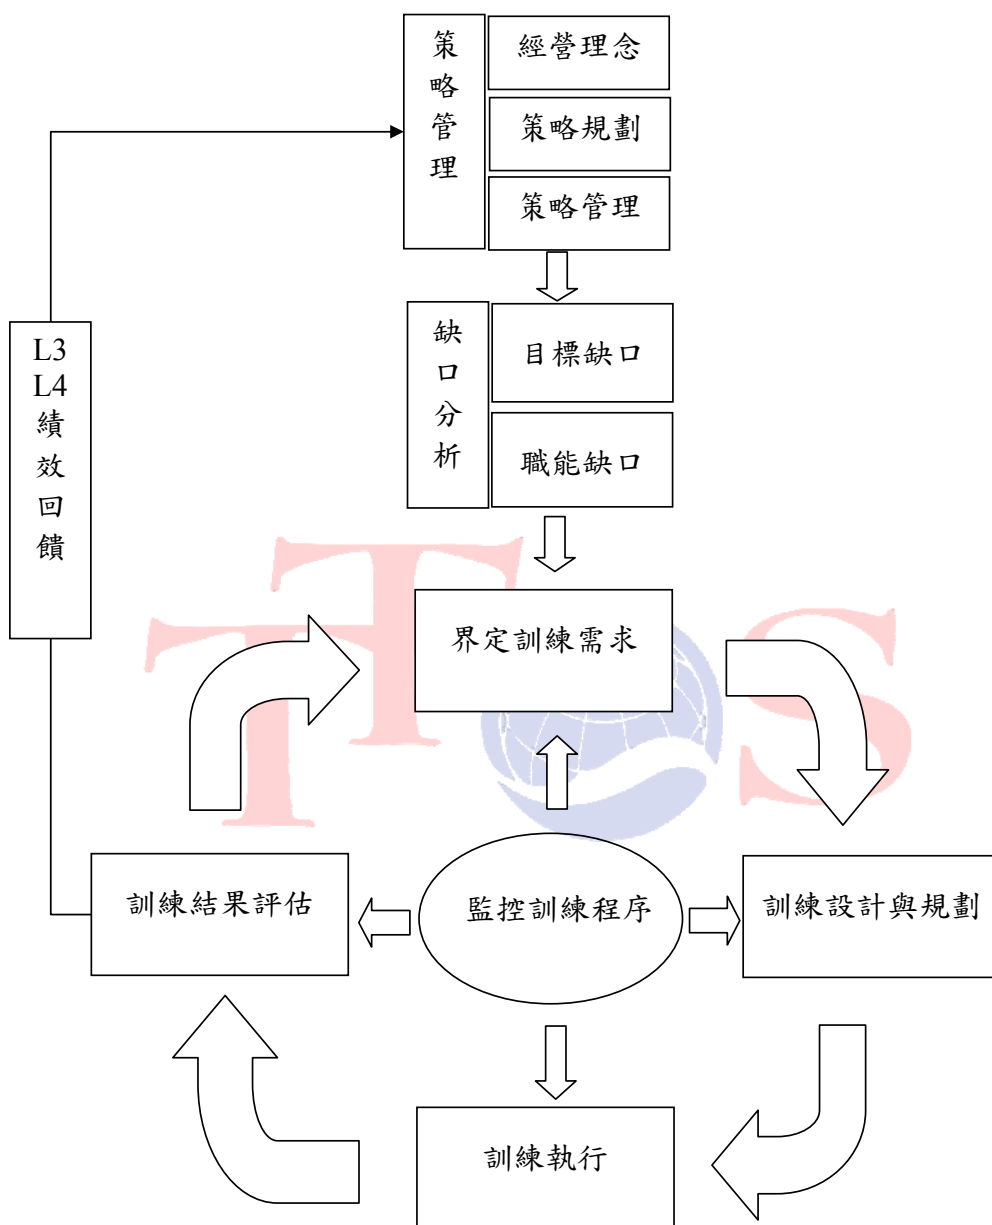 策略管理
經營理念
策略規劃
策略管理
缺口分析
目標缺口
職能缺口
L3
L4
績效回饋
界定訓練需求
訓練結果評估
監控訓練程序
訓練設計與規劃
訓練執行
TTQS